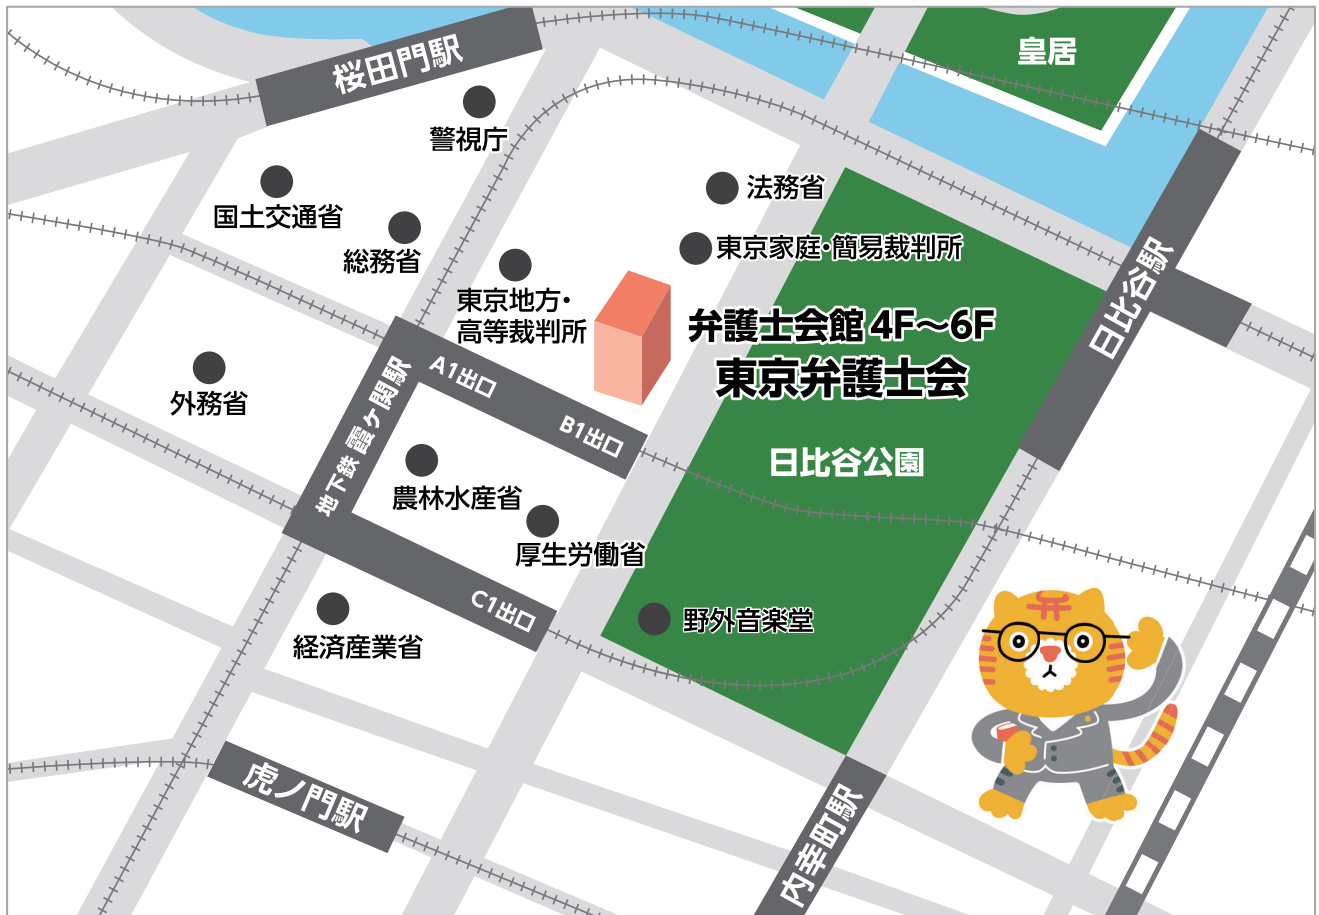 皇居
桜田門駅
警視庁
国土交通省
総務省
法務省
東京家庭・簡易裁判所
東京地方・
高等裁判所
弁護士会館 4F～6F
東京弁護士会
日比谷駅
外務省
地下鉄 霞ヶ関駅
A1出口
B1出口
日比谷公園
農林水産省
厚生労働省
C1出口
経済産業省
野外音楽堂
虎ノ門駅
内幸町駅